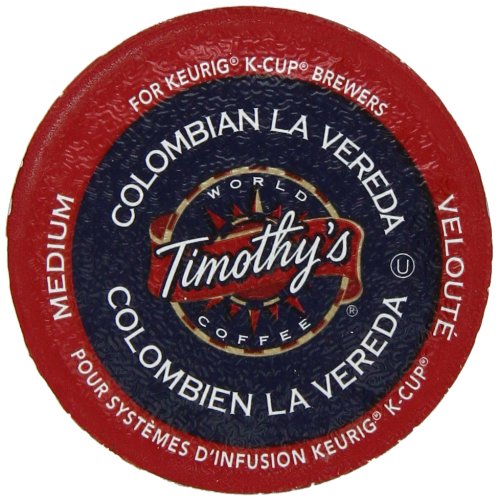 FOR KEURIG® K-CUP® BREWERS
COLOMBIAN LA VEREDA
MEDIUM
VELOUTÉ
WORLD
Timothy's
COFFEE®
U
COLOMBIEN LA VEREDA
POUR SYSTÈMES D'INFUSION KEURIG® K-CUP®